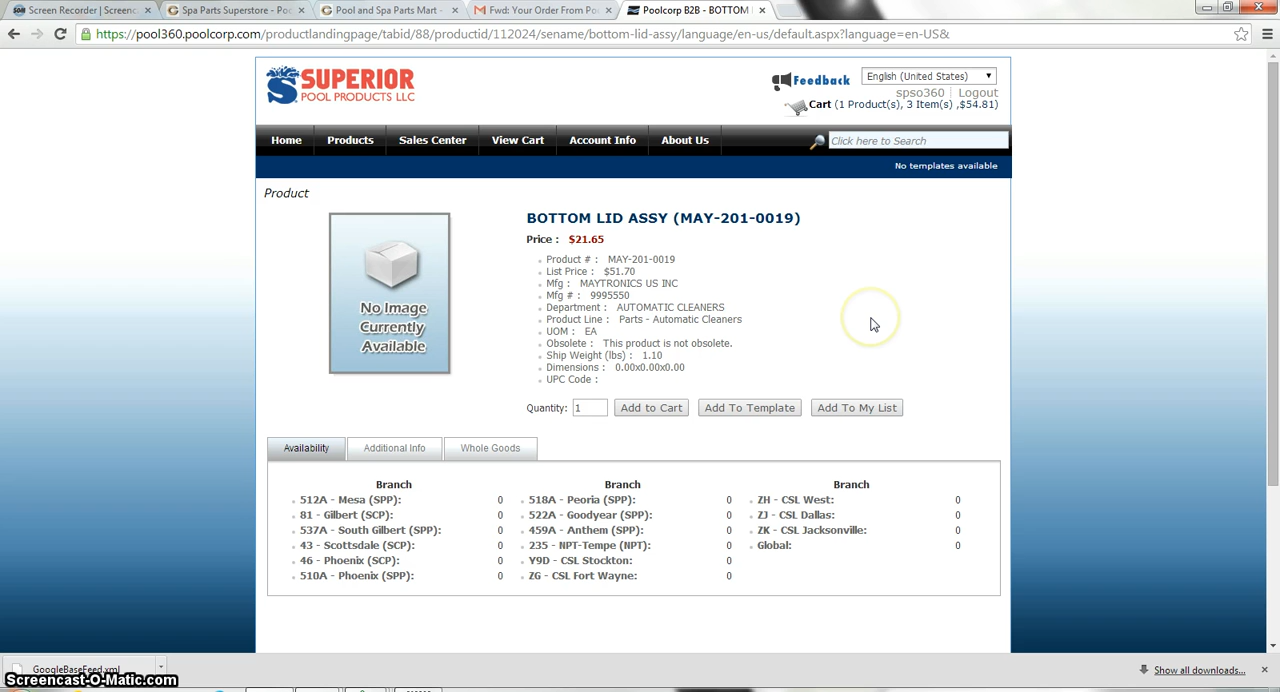 Screen Recorder | Screenc
Spa Parts Superstore - Poo
Pool and Spa Parts Mart -
Fwd: Your Order From Po
Poolcorp B2B - BOTTOM
https://pool360.poolcorp.com/productlandingpage/tabid/88/productid/112024/sename/bottom-lid-assy/language/en-us/default.aspx?language=en-US&
SUPERIOR
POOL PRODUCTS LLC
Feedback
English (United States)
spso360 Logout
Cart (1 Product(s), 3 Item(s) ,$54.81)
Home Products Sales Center View Cart Account Info About Us
Click here to Search
No templates available
Product
No Image
Currently
Available
BOTTOM LID ASSY (MAY-201-0019)
Price : $21.65
Product # : MAY-201-0019
List Price : $51.70
Mfg : MAYTRONICS US INC
Mfg # : 9995550
Department : AUTOMATIC CLEANERS
Product Line : Parts - Automatic Cleaners
UOM : EA
Obsolete : This product is not obsolete.
Ship Weight (lbs) : 1.10
Dimensions : 0.00x0.00x0.00
UPC Code :
Quantity: 1 Add to Cart Add To Template Add To My List
Availability Additional Info Whole Goods
Branch Branch Branch
512A - Mesa (SPP): 0 518A - Peoria (SPP): 0 ZH - CSL West: 0
81 - Gilbert (SCP): 0 522A - Goodyear (SPP): 0 ZJ - CSL Dallas: 0
537A - South Gilbert (SPP): 0 459A - Anthem (SPP): 0 ZK - CSL Jacksonville: 0
43 - Scottsdale (SCP): 0 235 - NPT-Tempe (NPT): 0 Global: 0
46 - Phoenix (SCP): 0 Y9D - CSL Stockton: 0
510A - Phoenix (SPP): 0 ZG - CSL Fort Wayne: 0
GoogleBaseFeed.xml
Show all downloads...
Screencast-O-Matic.com